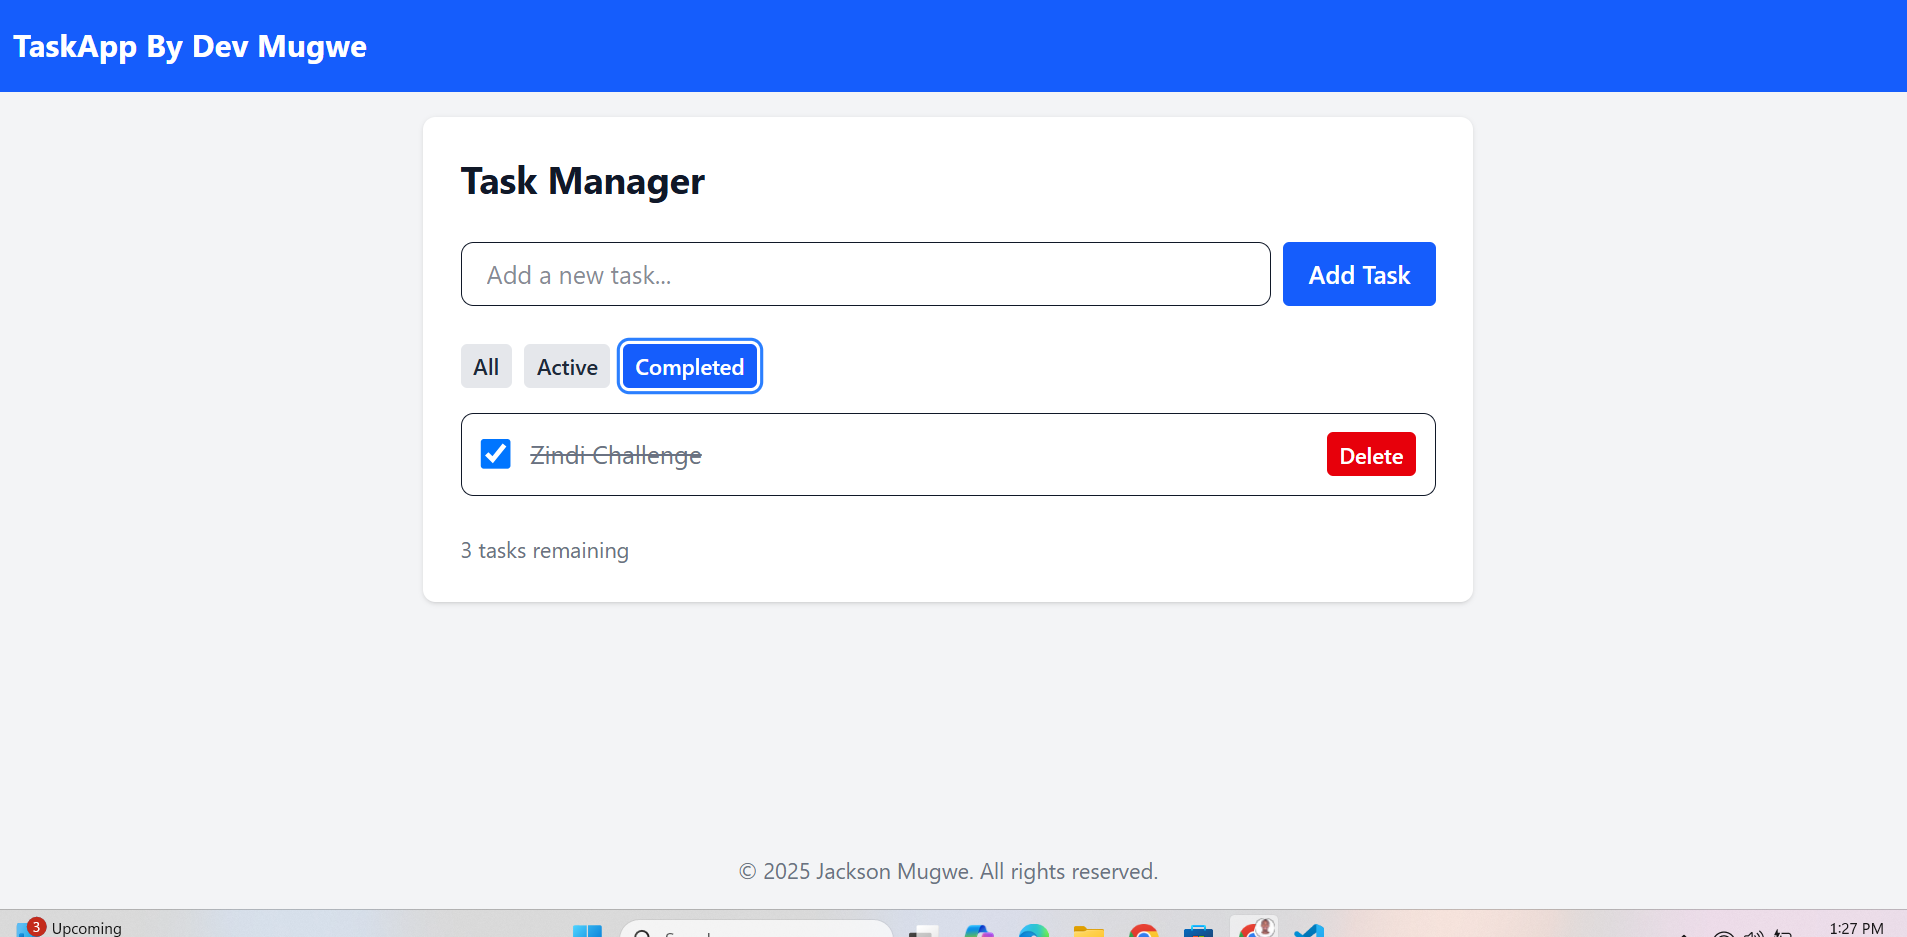 TaskApp By Dev Mugwe
Task Manager
Add a new task...
Add Task
All
Active
Completed
Zindi Challenge
Delete
3 tasks remaining
© 2025 Jackson Mugwe. All rights reserved.
3
Upcoming
1:27 PM